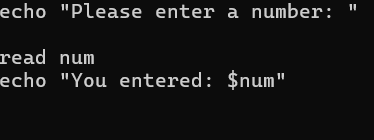 echo "Please enter a number: "
read num
echo "You entered: $num"